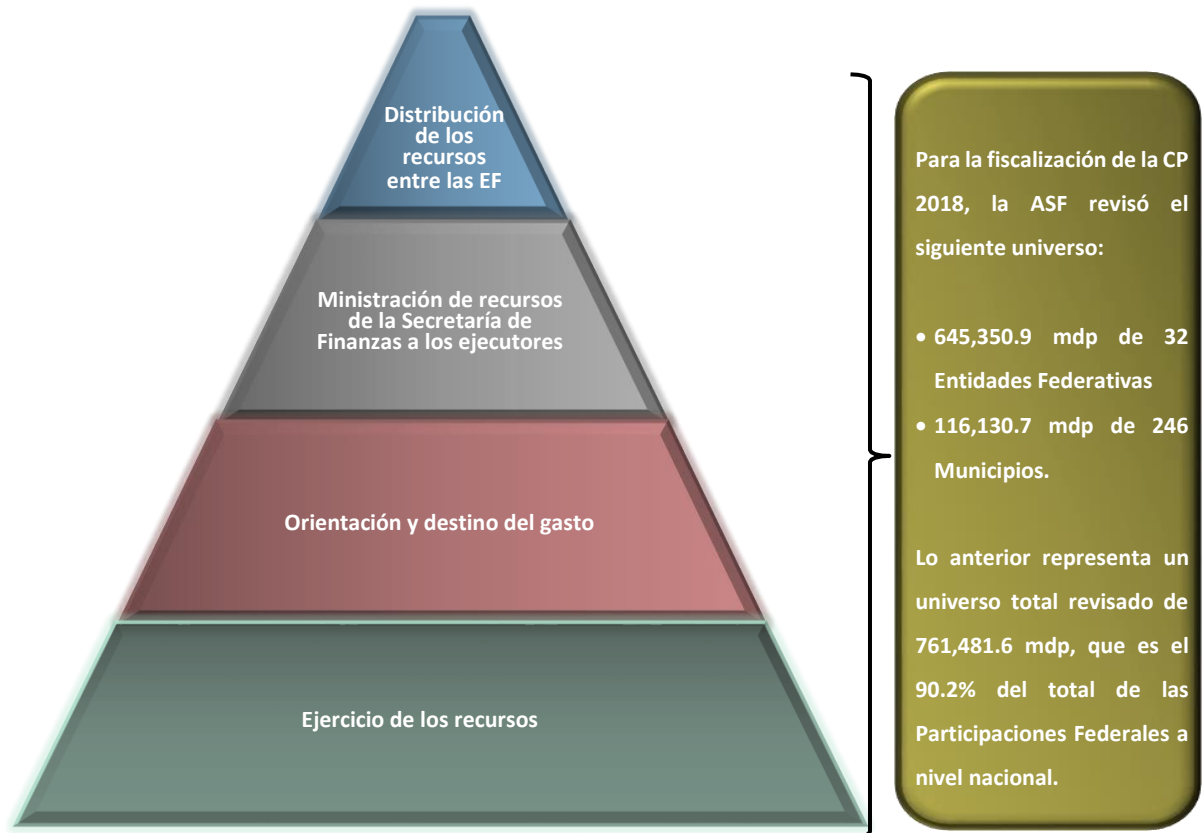 Distribución
de los
recursos
entre las EF
Ministración de recursos
de la Secretaría de
Finanzas a los ejecutores
Orientación y destino del gasto
Ejercicio de los recursos
Para la fiscalización de la CP
2018, la ASF revisó el
siguiente universo:
• 645,350.9 mdp de 32
Entidades Federativas
• 116,130.7 mdp de 246
Municipios.
Lo anterior representa un
universo total revisado de
761,481.6 mdp, que es el
90.2% del total de las
Participaciones Federales a
nivel nacional.